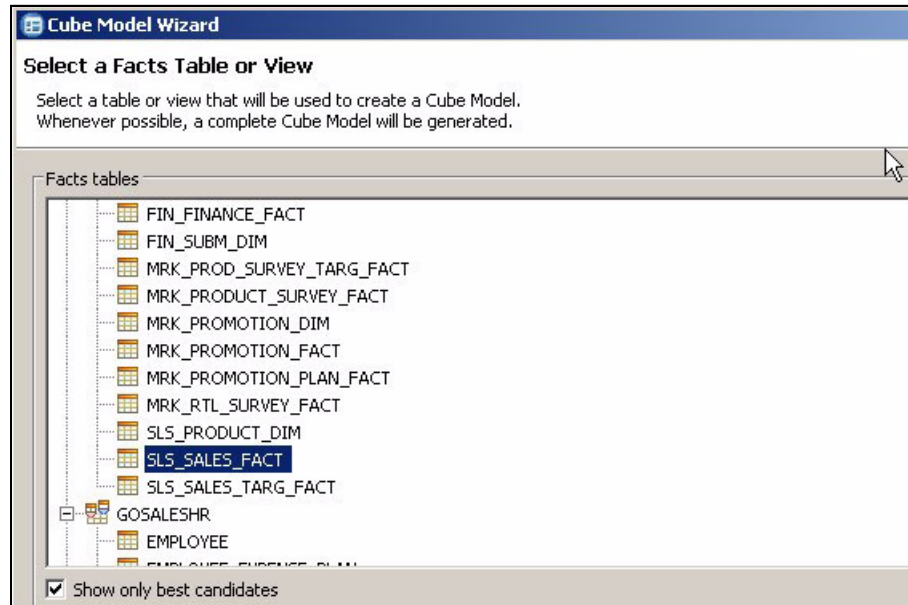 Cube Model Wizard
Select a Facts Table or View
Select a table or view that will be used to create a Cube Model.
Whenever possible, a complete Cube Model will be generated.
Facts tables
FIN_FINANCE_FACT
FIN_SUBM_DIM
MRK_PROD_SURVEY_TARG_FACT
MRK_PRODUCT_SURVEY_FACT
MRK_PROMOTION_DIM
MRK_PROMOTION_FACT
MRK_PROMOTION_PLAN_FACT
MRK_RTL_SURVEY_FACT
SLS_PRODUCT_DIM
SLS_SALES_FACT
SLS_SALES_TARG_FACT
GOSALESHR
EMPLOYEE
EMPLOYEE_EXPENSE_PLAN
Show only best candidates